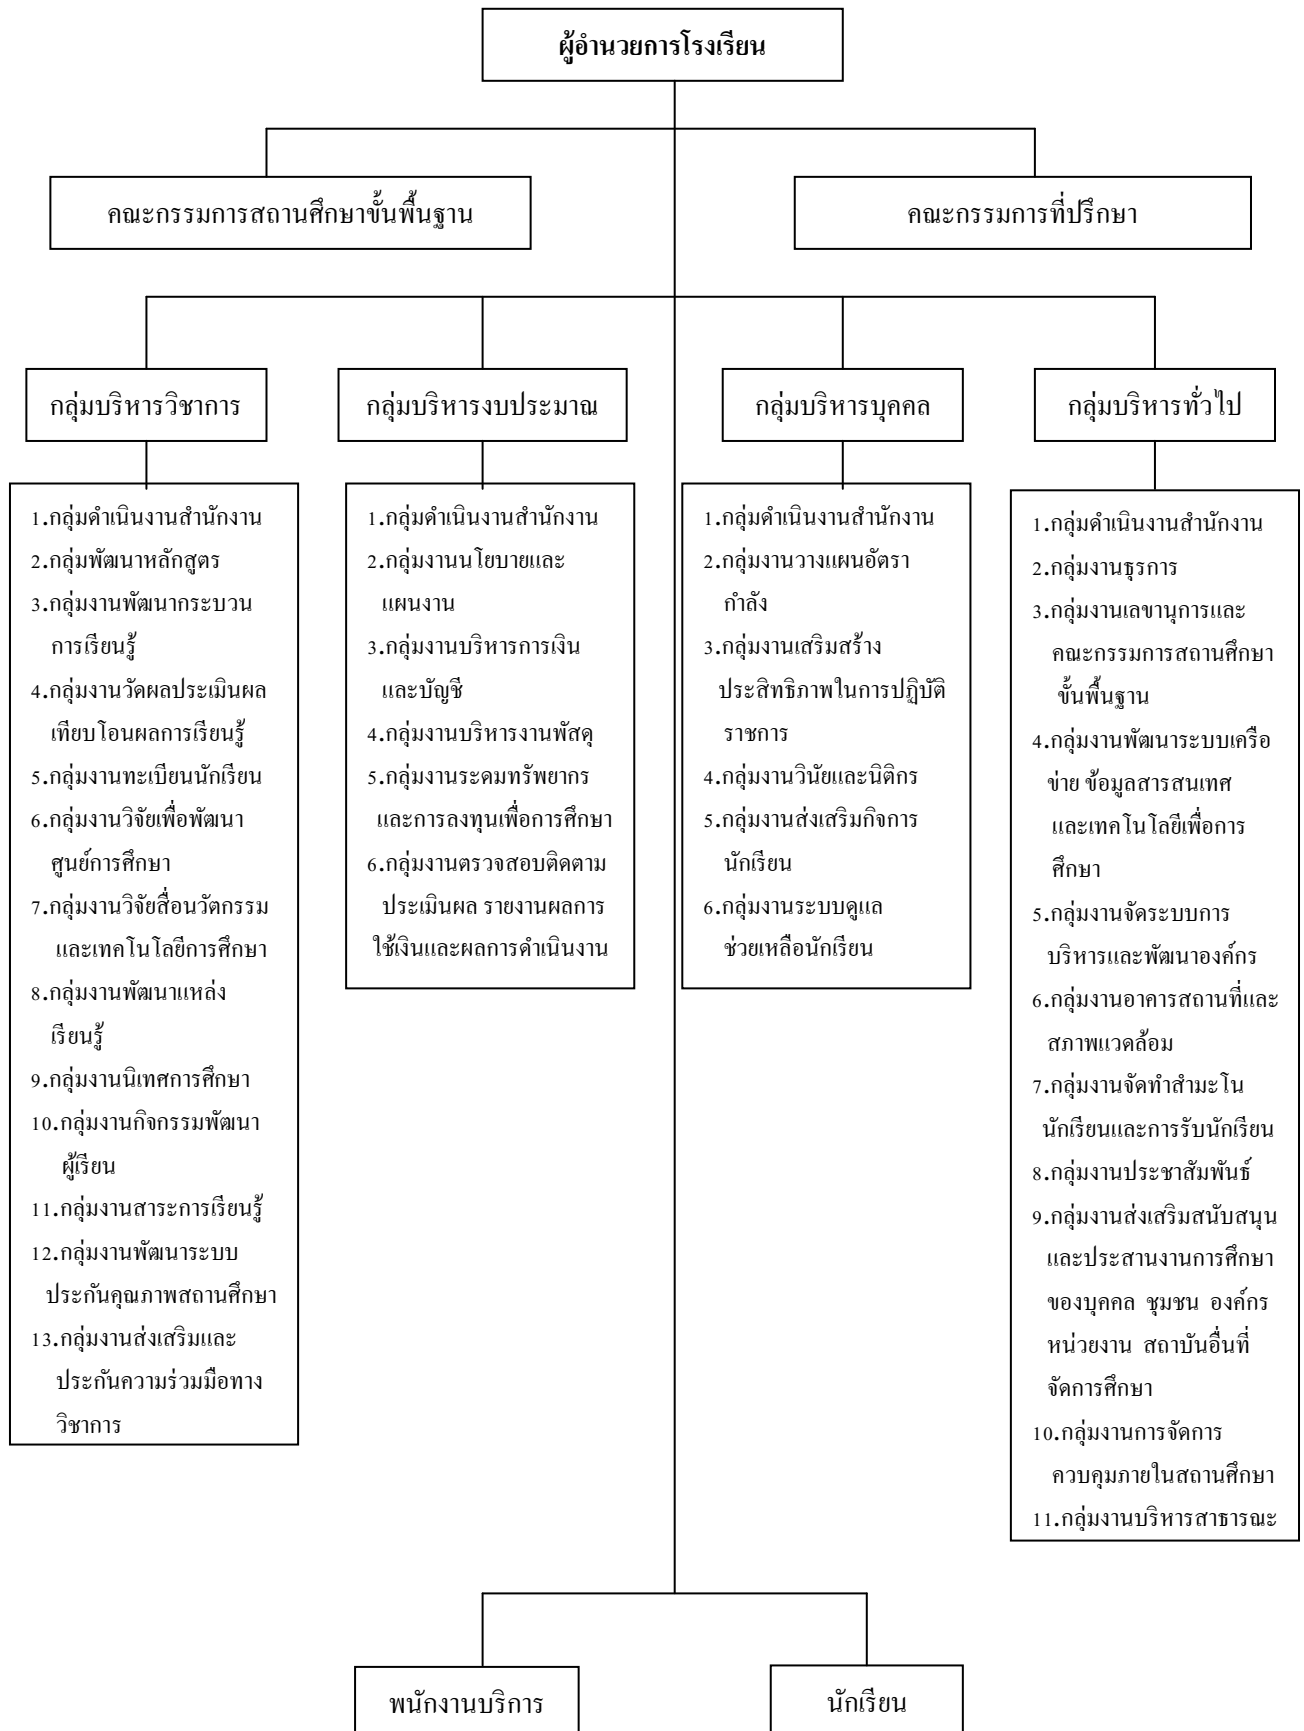 ผู้อำนวยการโรงเรียน
คณะกรรมการสถานศึกษาขั้นพื้นฐาน
คณะกรรมการที่ปรึกษา
กลุ่มบริหารวิชาการ
กลุ่มบริหารงบประมาณ
กลุ่มบริหารบุคคล
กลุ่มบริหารทั่วไป
1.กลุ่มดำเนินงานสำนักงาน
2.กลุ่มพัฒนาหลักสูตร
3.กลุ่มงานพัฒนากระบวน
การเรียนรู้
4.กลุ่มงานวัดผลประเมินผล
เทียบโอนผลการเรียนรู้
5.กลุ่มงานทะเบียนนักเรียน
6.กลุ่มงานวิจัยเพื่อพัฒนา
ศูนย์การศึกษา
7.กลุ่มงานวิจัยสื่อนวัตกรรม
และเทคโนโลยีการศึกษา
8.กลุ่มงานพัฒนาแหล่ง
เรียนรู้
9.กลุ่มงานนิเทศการศึกษา
10.กลุ่มงานกิจกรรมพัฒนา
ผู้เรียน
11.กลุ่มงานสาระการเรียนรู้
12.กลุ่มงานพัฒนาระบบ
ประกันคุณภาพสถานศึกษา
13.กลุ่มงานส่งเสริมและ
ประกันความร่วมมือทาง
วิชาการ
1.กลุ่มดำเนินงานสำนักงาน
2.กลุ่มงานนโยบายและ
แผนงาน
3.กลุ่มงานบริหารการเงิน
และบัญชี
4.กลุ่มงานบริหารงานพัสดุ
5.กลุ่มงานระดมทรัพยากร
และการลงทุนเพื่อการศึกษา
6.กลุ่มงานตรวจสอบติดตาม
ประเมินผล รายงานผลการ
ใช้เงินและผลการดำเนินงาน
1.กลุ่มดำเนินงานสำนักงาน
2.กลุ่มงานวางแผนอัตรา
กำลัง
3.กลุ่มงานเสริมสร้าง
ประสิทธิภาพในการปฏิบัติ
ราชการ
4.กลุ่มงานวินัยและนิติกร
5.กลุ่มงานส่งเสริมกิจการ
นักเรียน
6.กลุ่มงานระบบดูแล
ช่วยเหลือนักเรียน
1.กลุ่มดำเนินงานสำนักงาน
2.กลุ่มงานธุรการ
3.กลุ่มงานเลขานุการและ
คณะกรรมการสถานศึกษา
ขั้นพื้นฐาน
4.กลุ่มงานพัฒนาระบบเครือ
ข่าย ข้อมูลสารสนเทศ
และเทคโนโลยีเพื่อการ
ศึกษา
5.กลุ่มงานจัดระบบการ
บริหารและพัฒนาองค์กร
6.กลุ่มงานอาคารสถานที่และ
สภาพแวดล้อม
7.กลุ่มงานจัดทำสำมะโน
นักเรียนและการรับนักเรียน
8.กลุ่มงานประชาสัมพันธ์
9.กลุ่มงานส่งเสริมสนับสนุน
และประสานงานการศึกษา
ของบุคคล ชุมชน องค์กร
หน่วยงาน สถาบันอื่นที่
จัดการศึกษา
10.กลุ่มงานการจัดการ
ควบคุมภายในสถานศึกษา
11.กลุ่มงานบริหารสาธารณะ
พนักงานบริการ
นักเรียน